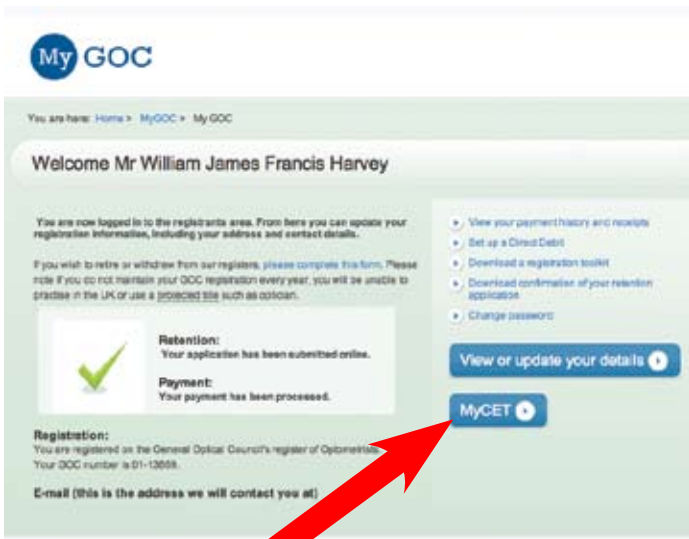 My GOC
You are here: Home > MyGOC > My GOC
Welcome Mr William James Francis Harvey
You are now logged in to the registrants area. From here you can update your
registration information, including your address and contact details.
If you wish to retire or withdraw from our registers, please complete this form. Please
note if you do not maintain your GOC registration every year, you will be unable to
practise in the UK or use a protected title such as optician.
Retention:
Your application has been submitted online.
Payment:
Your payment has been processed.
Registration:
You are registered on the General Optical Council's register of Optometrists.
Your GOC number is
E-mail (this is the address we will contact you at)
View your payment history and receipts
Set up a Direct Debit
Download a registration toolkit
Download confirmation of your retention
application
Change password
View or update your details
MyCET